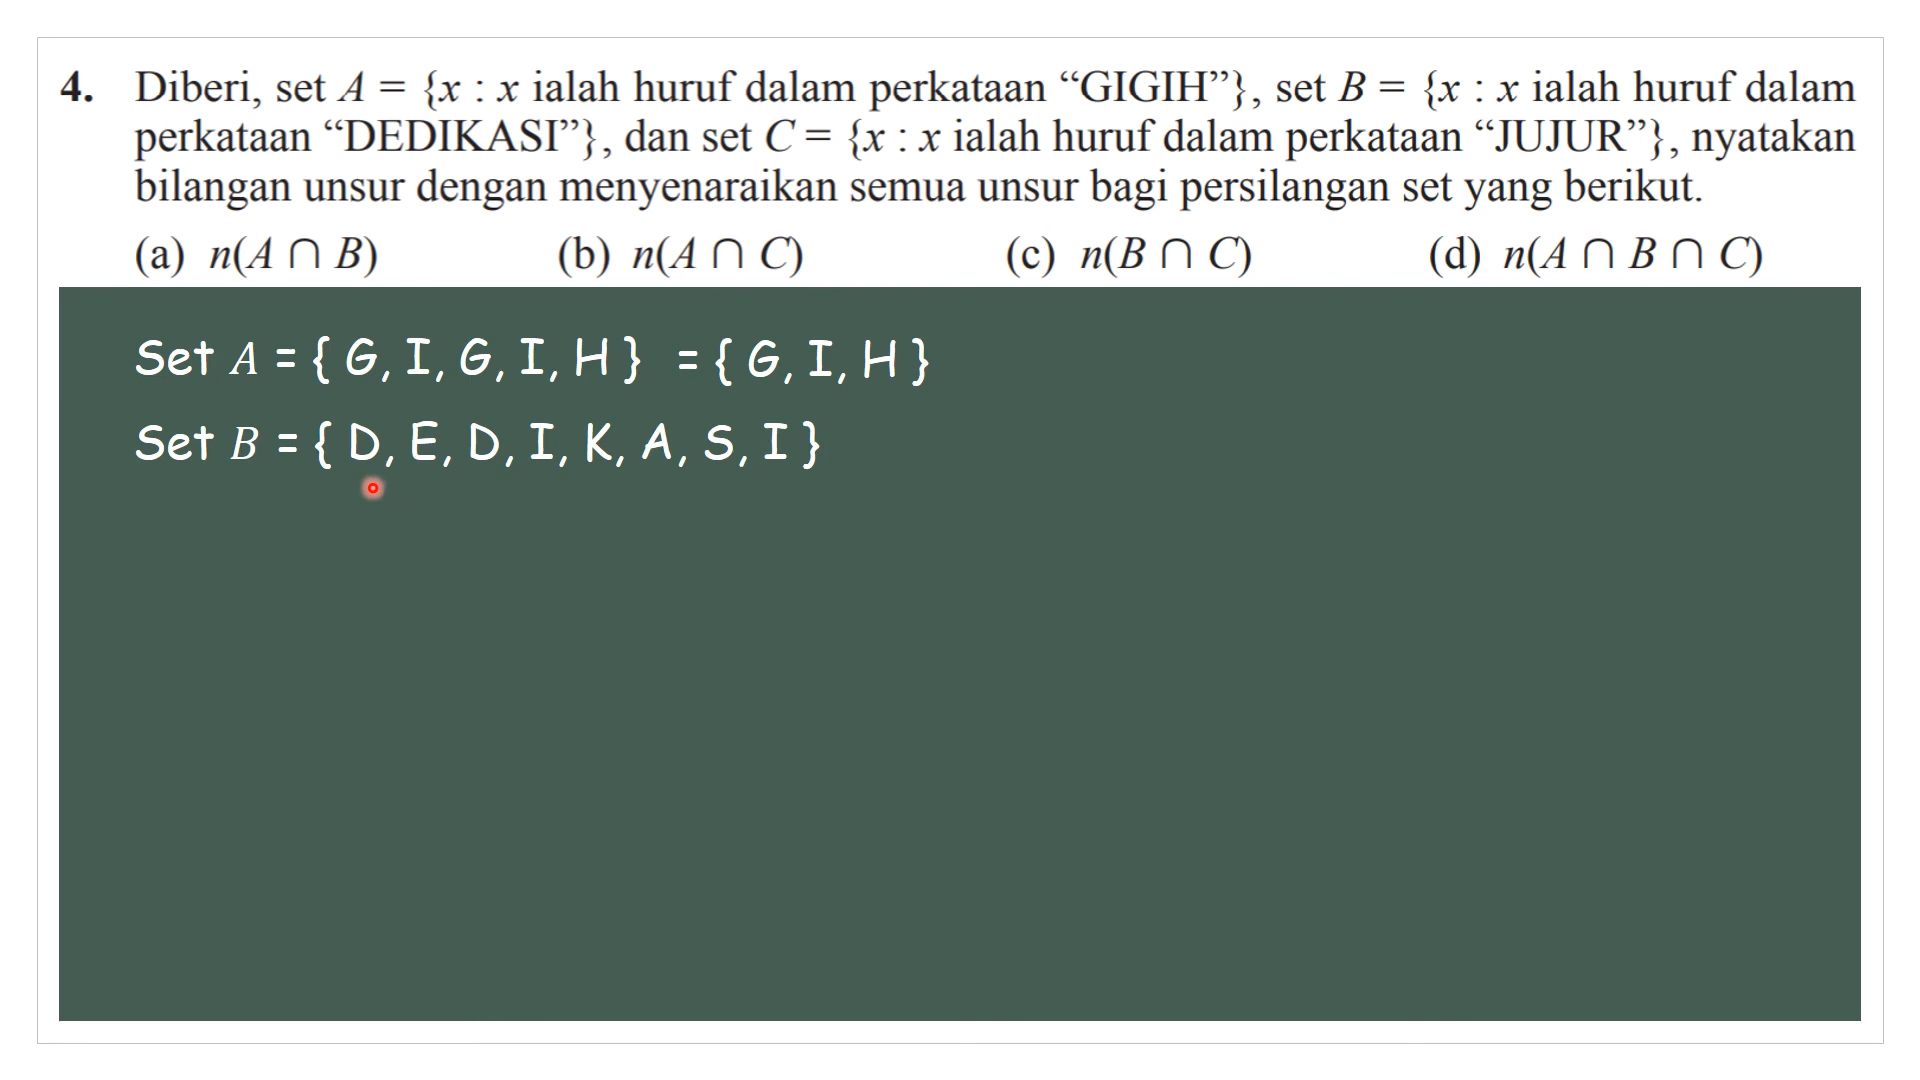 4. Diberi, set A = {x : x ialah huruf dalam perkataan “GIGIH”}, set B = {x : x ialah huruf dalam
perkataan “DEDIKASI”}, dan set C = {x : x ialah huruf dalam perkataan “JUJUR”}, nyatakan
bilangan unsur dengan menyenaraikan semua unsur bagi persilangan set yang berikut.
(a) n(A ∩ B) (b) n(A ∩ C) (c) n(B ∩ C) (d) n(A ∩ B ∩ C)
Set A = { G, I, G, I, H } = { G, I, H }
Set B = { D, E, D, I, K, A, S, I }